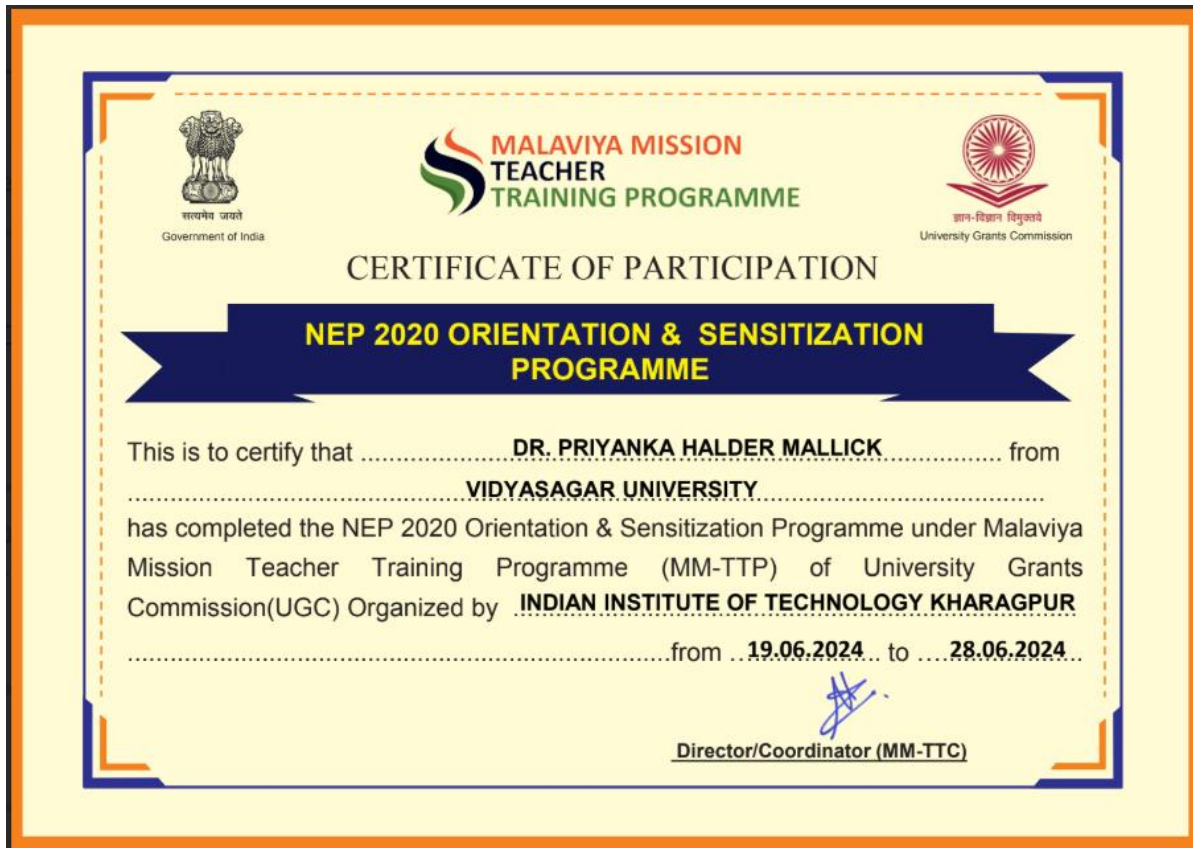 सत्यमेव जयते
Government of India
MALAVIYA MISSION
TEACHER
TRAINING PROGRAMME
ज्ञान-विज्ञान विमुक्तये
University Grants Commission
CERTIFICATE OF PARTICIPATION
NEP 2020 ORIENTATION & SENSITIZATION
PROGRAMME
This is to certify that ..................... DR. PRIYANKA HALDER MALLICK ................. from
................................................ VIDYASAGAR UNIVERSITY .........................................
has completed the NEP 2020 Orientation & Sensitization Programme under Malaviya
Mission Teacher Training Programme (MM-TTP) of University Grants
Commission(UGC) Organized by INDIAN INSTITUTE OF TECHNOLOGY KHARAGPUR
..............................................................................from ..19.06.2024.. to ....28.06.2024..
Director/Coordinator (MM-TTC)